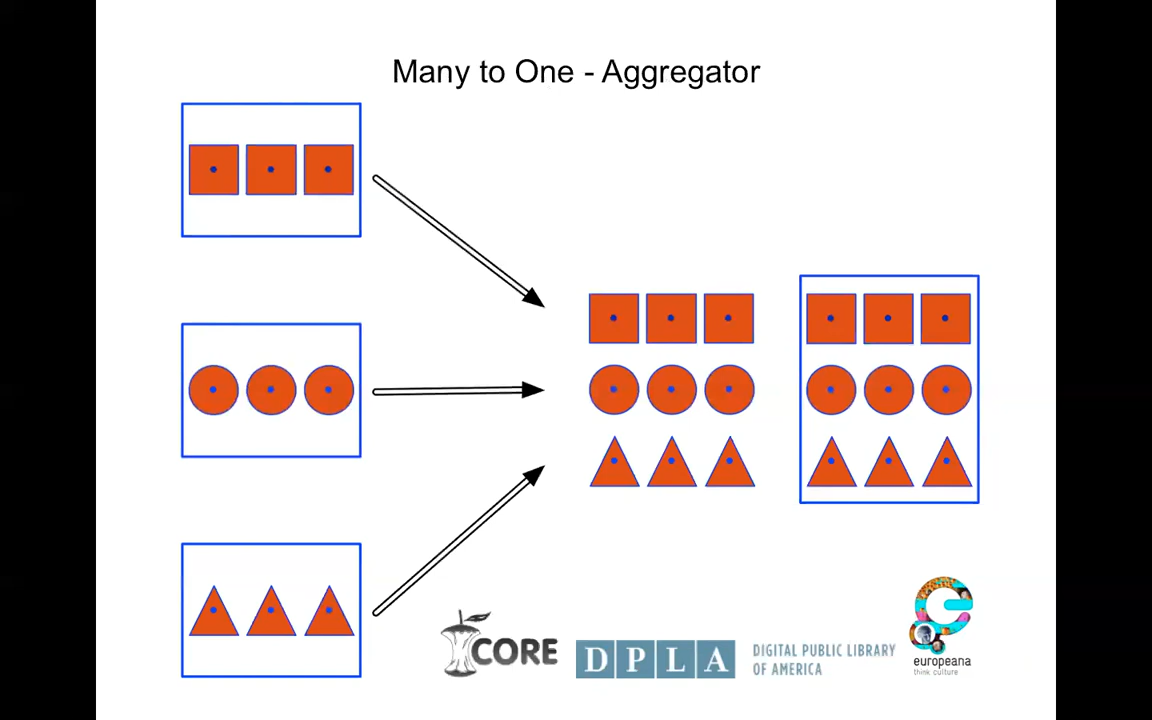 Many to One - Aggregator
CORE
DPLA
DIGITAL PUBLIC LIBRARY
OF AMERICA
europeana
think culture